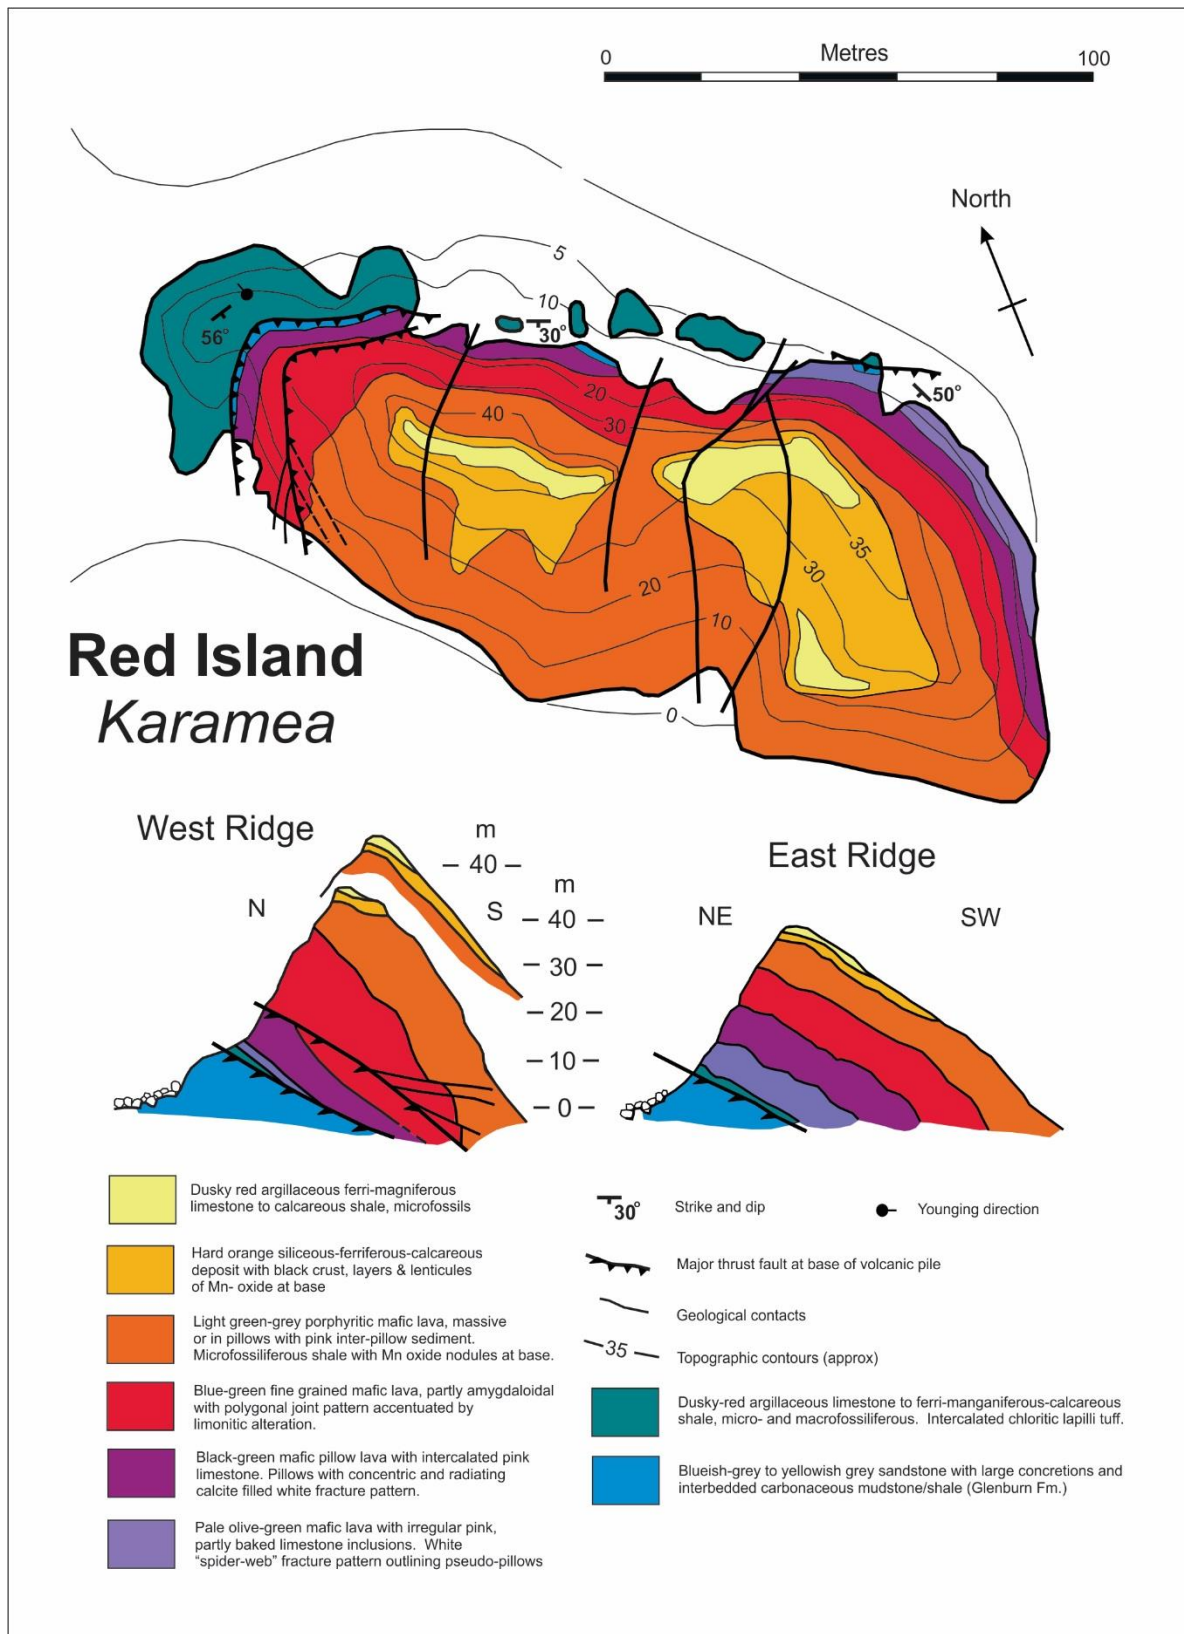 0
Metres
100
North
5
10
56°
30°
50°
20
40
30
35
30
20
10
0
Red Island
Karamea
West Ridge
m
40
East Ridge
m
N
S
40
NE
SW
30
20
10
0
Dusky red argillaceous ferri-magniferous
limestone to calcareous shale, microfossils
Hard orange siliceous-ferriferous-calcareous
deposit with black crust, layers & lenticules
of Mn- oxide at base
Light green-grey porphyritic mafic lava, massive
or in pillows with pink inter-pillow sediment.
Microfossiliferous shale with Mn oxide nodules at base.
Blue-green fine grained mafic lava, partly amygdaloidal
with polygonal joint pattern accentuated by
limonitic alteration.
Black-green mafic pillow lava with intercalated pink
limestone. Pillows with concentric and radiating
calcite filled white fracture pattern.
Pale olive-green mafic lava with irregular pink,
partly baked limestone inclusions. White
“spider-web” fracture pattern outlining pseudo-pillows
30°
Strike and dip
Younging direction
Major thrust fault at base of volcanic pile
Geological contacts
35
Topographic contours (approx)
Dusky-red argillaceous limestone to ferri-manganiferous-calcareous
shale, micro- and macrofossiliferous. Intercalated chloritic lapilli tuff.
Blueish-grey to yellowish grey sandstone with large concretions and
interbedded carbonaceous mudstone/shale (Glenburn Fm.)